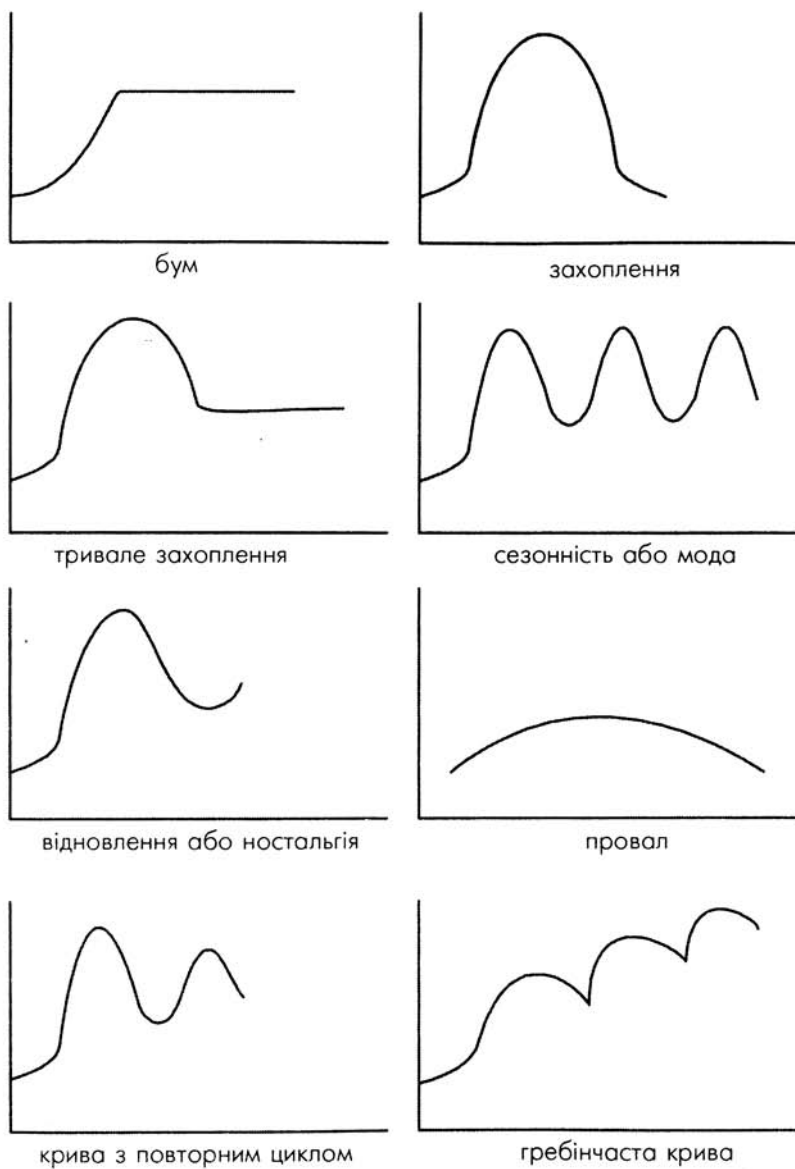 бум
захоплення
тривале захоплення
сезонність або мода
відновлення або ностальгія
провал
крива з повторним циклом
гребінчаста крива